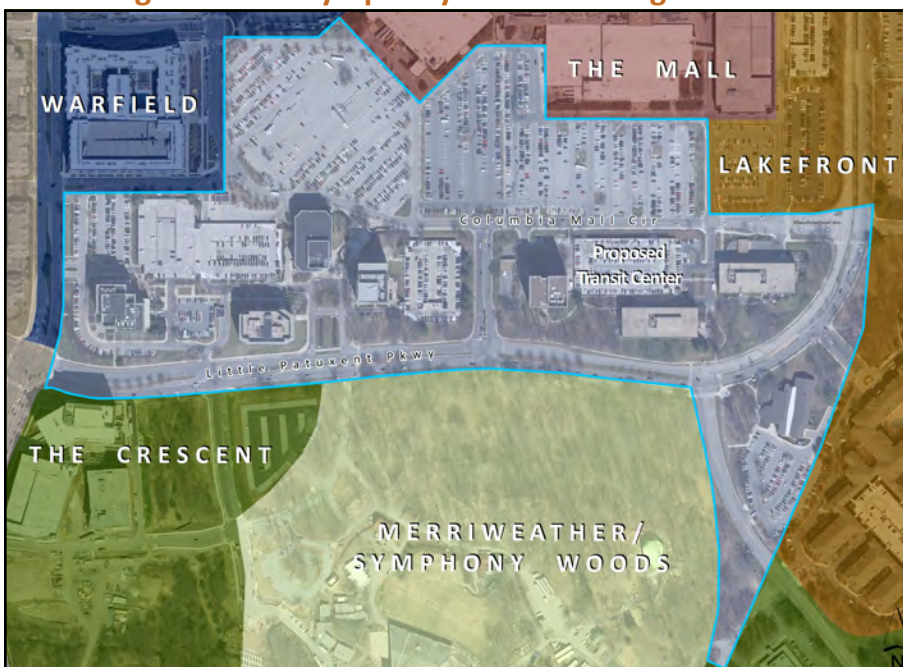 WARFIELD
THE MALL
LAKEFRONT
Columbia Mall Cir
Proposed
Transit Center
Little Patuxent Pkwy
THE CRESCENT
MERRIWEATHER/
SYMPHONY WOODS